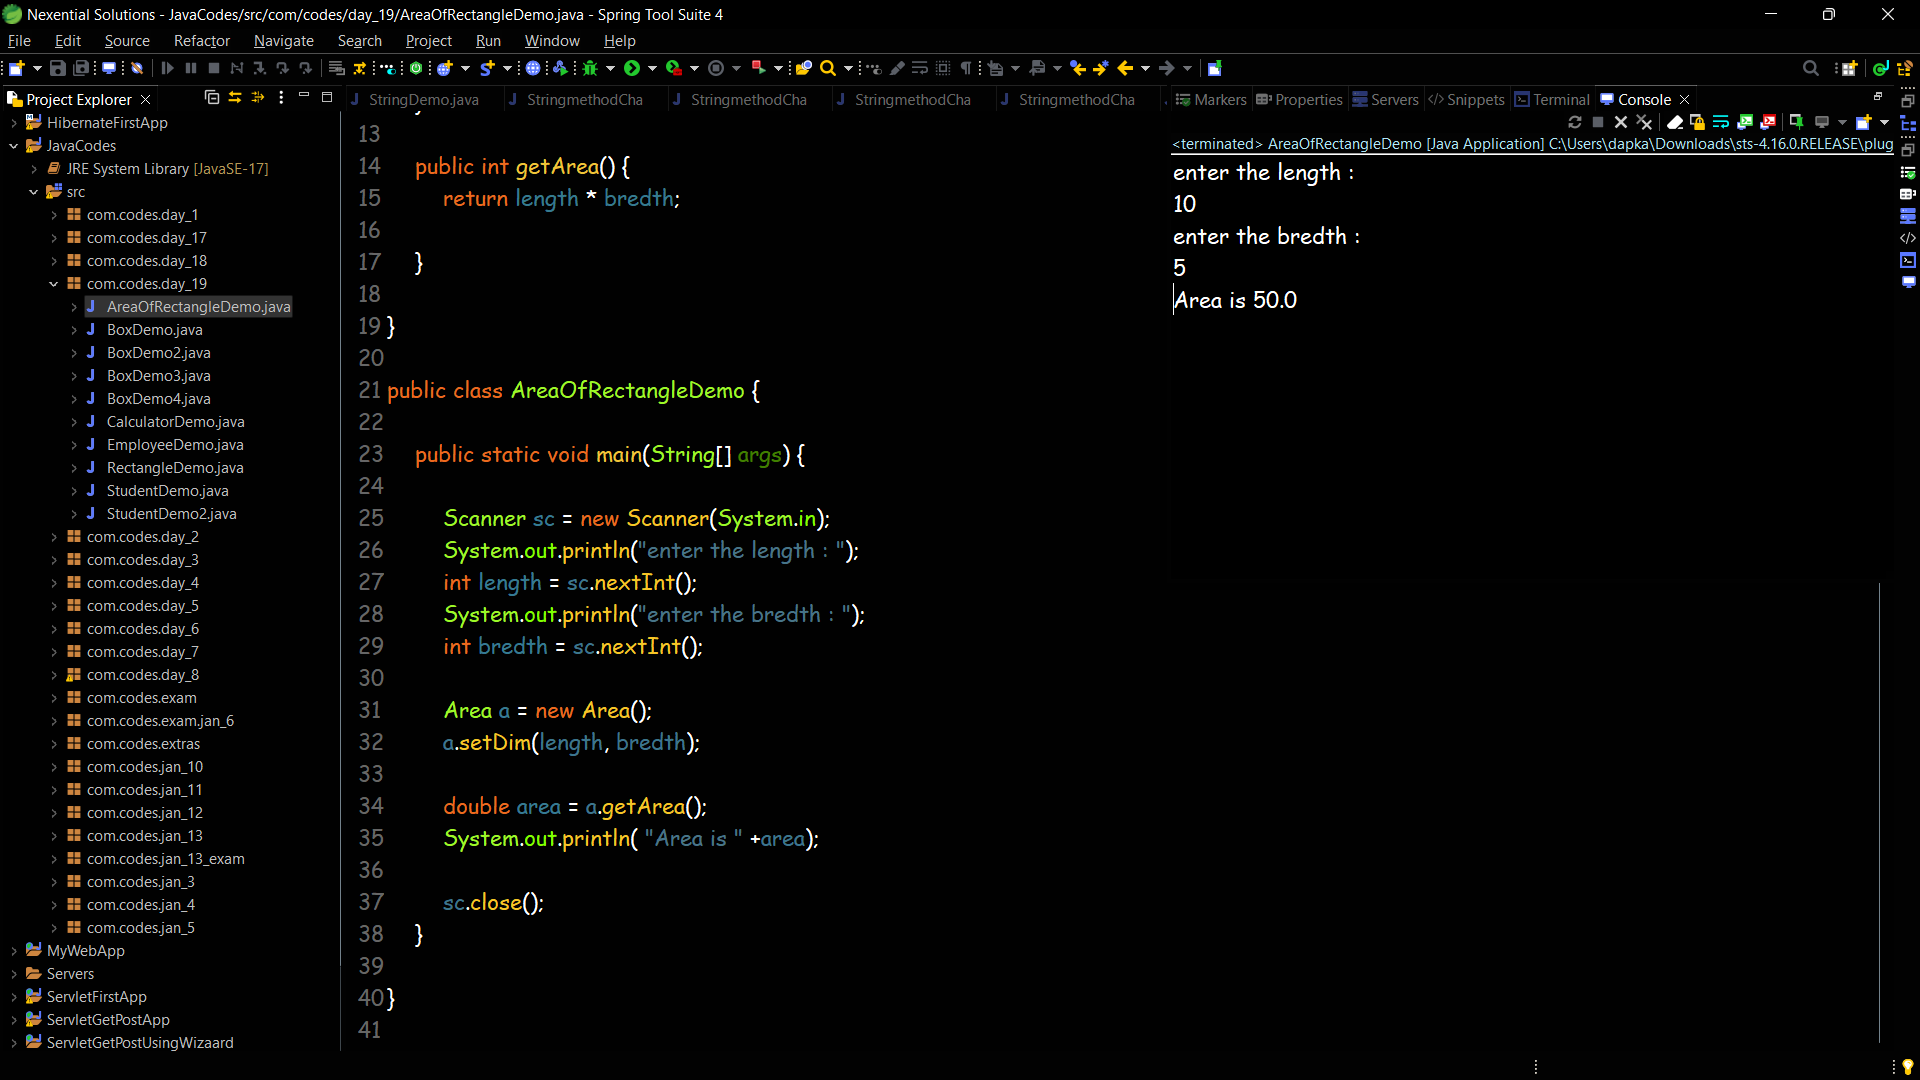 Nexential Solutions - JavaCodes/src/com/codes/day_19/AreaOfRectangleDemo.java - Spring Tool Suite 4
File Edit Source Refactor Navigate Search Project Run Window Help
Project Explorer
HibernateFirstApp
JavaCodes
JRE System Library [JavaSE-17]
src
com.codes.day_1
com.codes.day_17
com.codes.day_18
com.codes.day_19
AreaOfRectangleDemo.java
BoxDemo.java
BoxDemo2.java
BoxDemo3.java
BoxDemo4.java
CalculatorDemo.java
EmployeeDemo.java
RectangleDemo.java
StudentDemo.java
StudentDemo2.java
com.codes.day_2
com.codes.day_3
com.codes.day_4
com.codes.day_5
com.codes.day_6
com.codes.day_7
com.codes.day_8
com.codes.exam
com.codes.exam.jan_6
com.codes.extras
com.codes.jan_10
com.codes.jan_11
com.codes.jan_12
com.codes.jan_13
com.codes.jan_13_exam
com.codes.jan_3
com.codes.jan_4
com.codes.jan_5
MyWebApp
Servers
ServletFirstApp
ServletGetPostApp
ServletGetPostUsingWizaard
StringDemo.java StringmethodCha StringmethodCha StringmethodCha StringmethodCha
13
14 public int getArea() {
15 return length * bredth;
16
17 }
18
19 }
20
21 public class AreaOfRectangleDemo {
22
23 public static void main(String[] args) {
24
25 Scanner sc = new Scanner(System.in);
26 System.out.println("enter the length : ");
27 int length = sc.nextInt();
28 System.out.println("enter the bredth : ");
29 int bredth = sc.nextInt();
30
31 Area a = new Area();
32 a.setDim(length, bredth);
33
34 double area = a.getArea();
35 System.out.println( "Area is " +area);
36
37 sc.close();
38 }
39
40 }
41
Markers Properties Servers Snippets Terminal Console
<terminated> AreaOfRectangleDemo [Java Application] C:\Users\dapka\Downloads\sts-4.16.0.RELEASE\plug
enter the length :
10
enter the bredth :
5
Area is 50.0